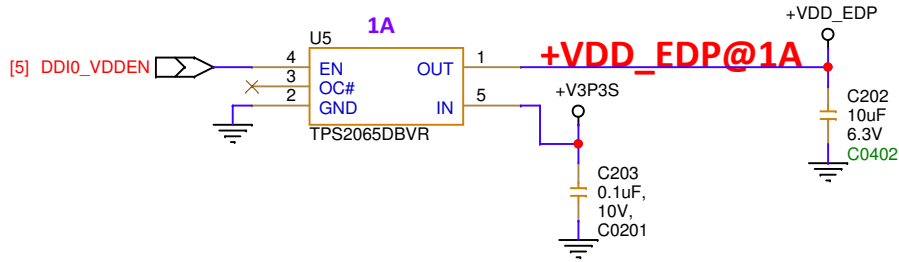 +VDD_EDP
1A
U5
[5] DDI0_VDDEN
4
EN
OUT
1
+VDD_EDP@1A
3
OC#
2
GND
IN
5
+V3P3S
TPS2065DBVR
C202
10uF
6.3V
C0402
C203
0.1uF,
10V,
C0201